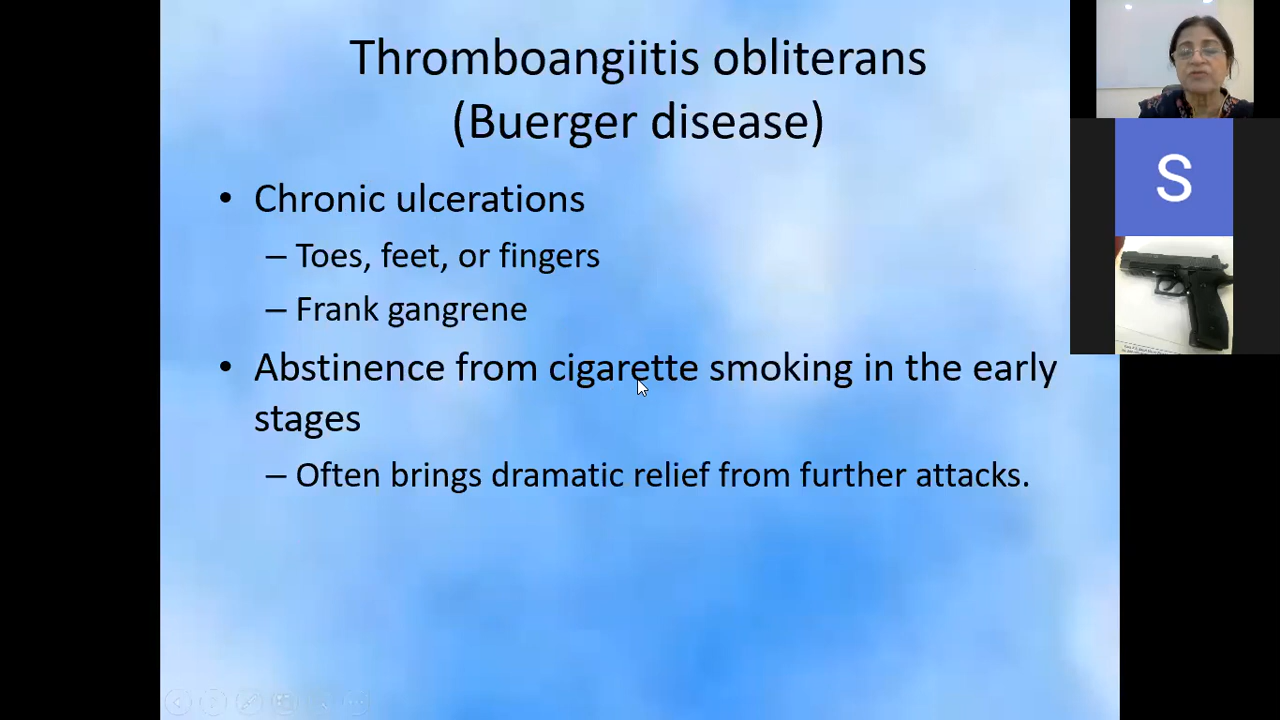 Thromboangiitis obliterans
(Buerger disease)
• Chronic ulcerations
– Toes, feet, or fingers
– Frank gangrene
• Abstinence from cigarette smoking in the early
stages
– Often brings dramatic relief from further attacks.
S